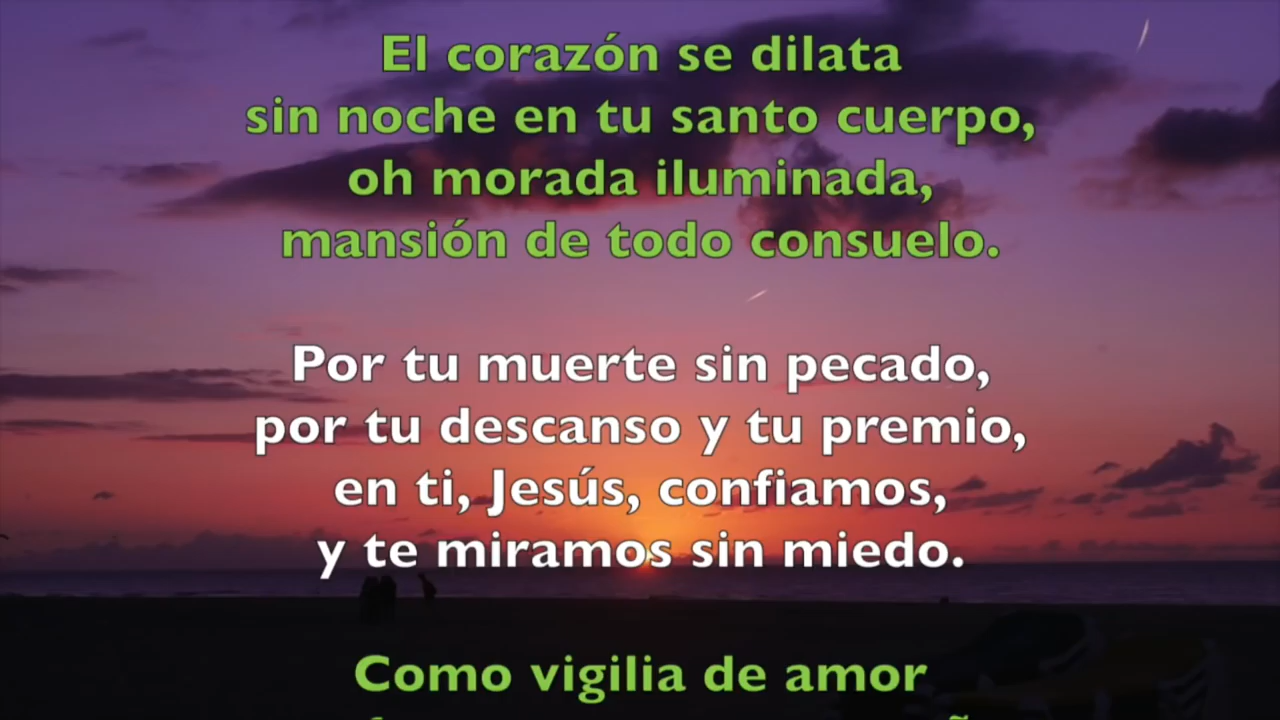 El corazón se dilata
sin noche en tu santo cuerpo,
oh morada iluminada,
mansión de todo consuelo.
Por tu muerte sin pecado,
por tu descanso y tu premio,
en ti, Jesús, confiamos,
y te miramos sin miedo.
Como vigilia de amor